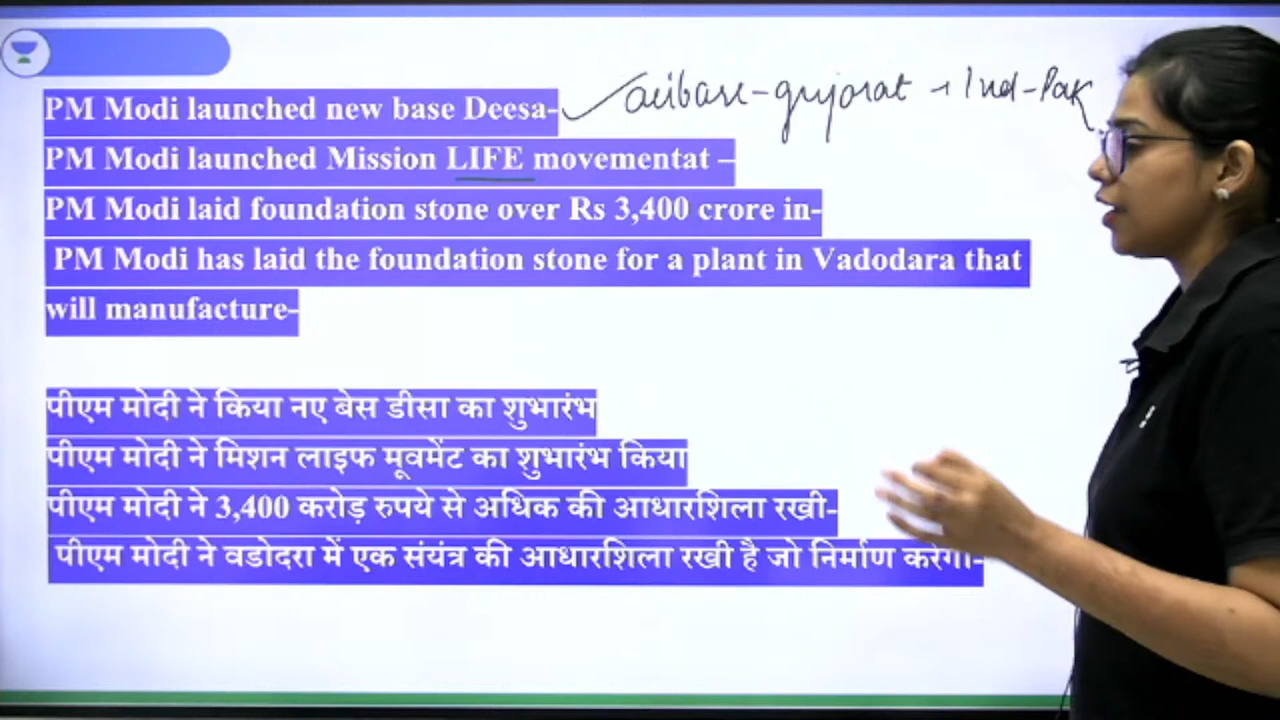 PM Modi launched new base Deesa- airbase - gujarat → Ind-Pak
PM Modi launched Mission LIFE movementat –
PM Modi laid foundation stone over Rs 3,400 crore in-
PM Modi has laid the foundation stone for a plant in Vadodara that
will manufacture-
पीएम मोदी ने किया नए बेस डीसा का शुभारंभ
पीएम मोदी ने मिशन लाइफ मूवमेंट का शुभारंभ किया
पीएम मोदी ने 3,400 करोड़ रुपये से अधिक की आधारशिला रखी-
पीएम मोदी ने वडोदरा में एक संयंत्र की आधारशिला रखी है जो निर्माण करेगा-